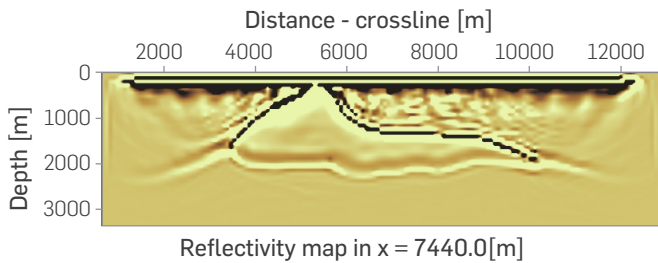 Distance - crossline [m]
2000 4000 6000 8000 10000 12000
Depth [m]
0
1000
2000
3000
Reflectivity map in x = 7440.0[m]